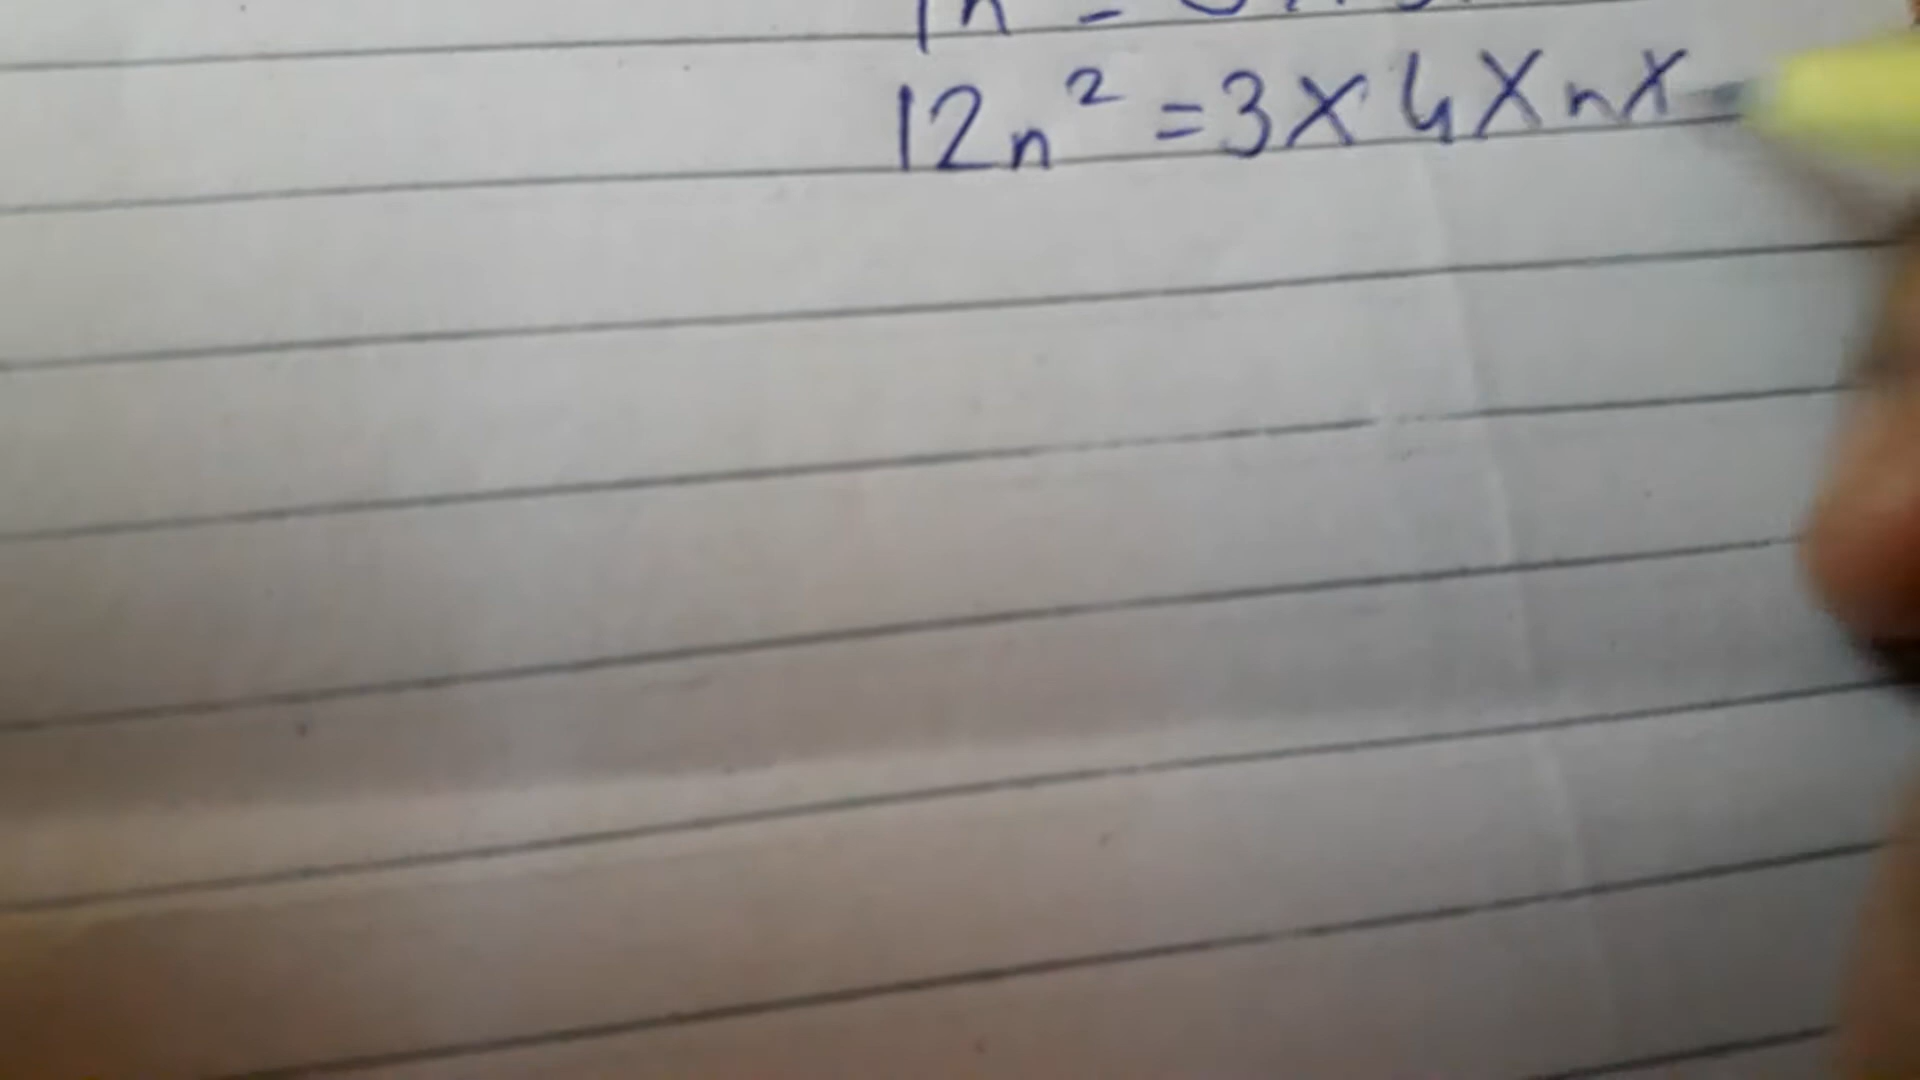 12n² = 3 × 4 × n ×